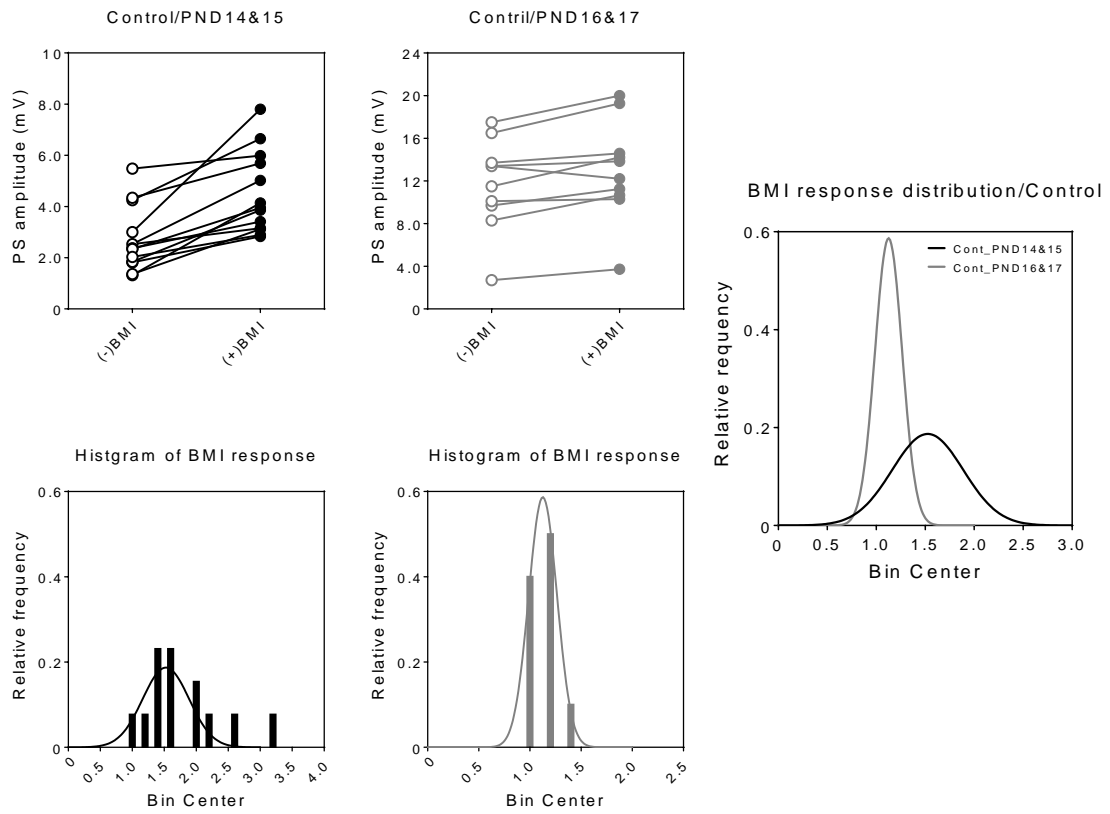 Control/PND14&15
PS amplitude (mV)
10
8.0
6.0
4.0
2.0
0
(-)BMI
(+)BMI
Contril/PND16&17
PS amplitude (mV)
24
20
16
12
8.0
4.0
0
(-)BMI
(+)BMI
BMI response distribution/Control
Relative requency
0.6
0.4
0.2
0
Cont_PND14&15
Cont_PND16&17
0 0.5 1.0 1.5 2.0 2.5 3.0
Bin Center
Histgram of BMI response
Relative frequency
0.6
0.4
0.2
0
0 0.5 1.0 1.5 2.0 2.5 3.0 3.5 4.0
Bin Center
Histogram of BMI response
Relative frequency
0.6
0.4
0.2
0
0 0.5 1.0 1.5 2.0 2.5
Bin Center